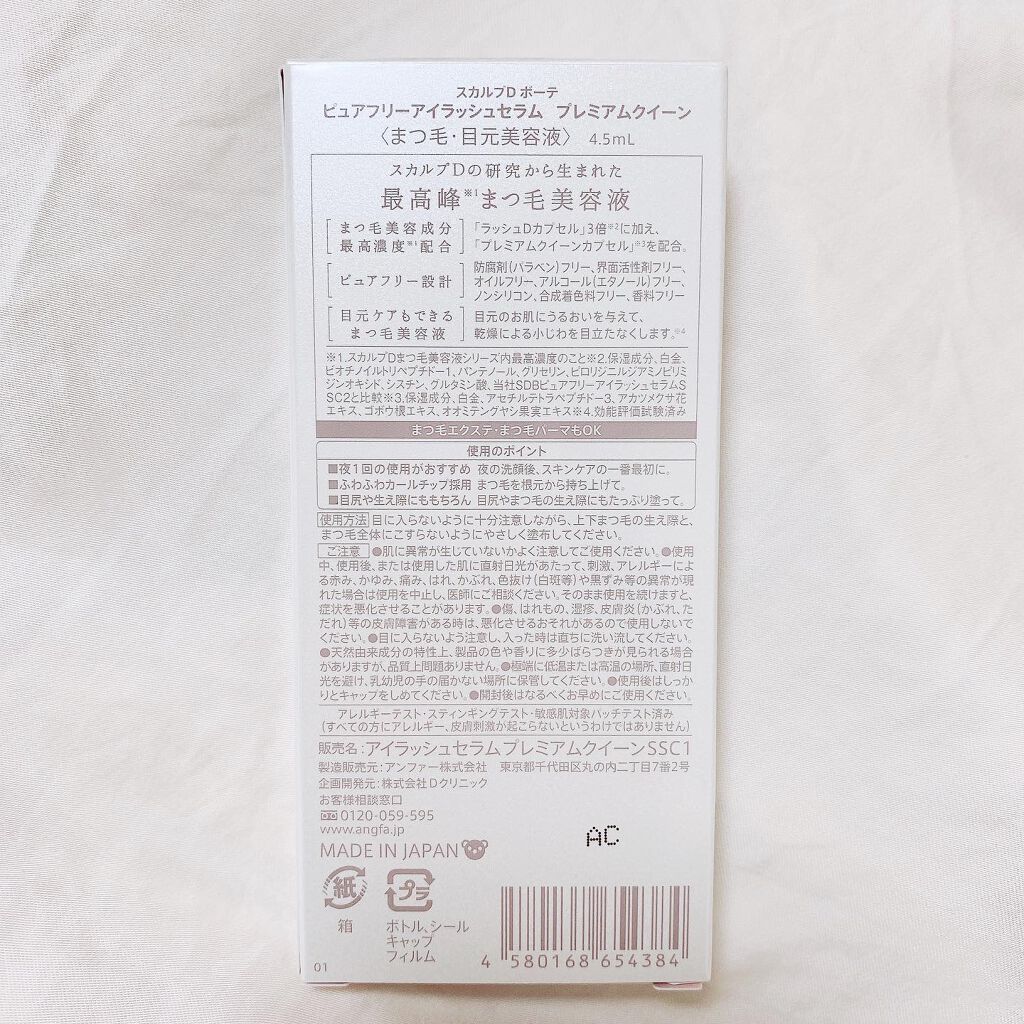 スカルプD ボーテ
ピュアフリーアイラッシュセラム プレミアムクイーン
〈まつ毛・目元美容液〉 4.5mL
スカルプDの研究から生まれた
最高峰※1まつ毛美容液
まつ毛美容成分
最高濃度※1配合
「ラッシュDカプセル」3倍※2に加え、
「プレミアムクイーンカプセル」※3を配合。
ピュアフリー設計
防腐剤(パラベン)フリー、界面活性剤フリー、
オイルフリー、アルコール(エタノール)フリー、
ノンシリコン、合成着色料フリー、香料フリー
目元ケアもできる
まつ毛美容液
目元のお肌にうるおいを与えて、
乾燥による小じわを目立たなくします。※4
※1.スカルプDまつ毛美容液シリーズ内最高濃度のこと※2.保湿成分、白金、
ビオチノイルトリペプチド-1、パンテノール、グリセリン、ピロリジニルジアミノピリミ
ジンオキシド、シスチン、グルタミン酸、当社SDBピュアフリーアイラッシュセラムS
SC2と比較※3.保湿成分、白金、アセチルテトラペプチド-3、アカツメクサ花
エキス、ゴボウ根エキス、オオミテングヤシ果実エキス※4.効能評価試験済み
まつ毛エクステ・まつ毛パーマもOK
使用のポイント
■夜1回の使用がおすすめ 夜の洗顔後、スキンケアの一番最初に。
■ふわふわカールチップ採用 まつ毛を根元から持ち上げて。
■目尻や生え際にももちろん 目尻やまつ毛の生え際にもたっぷり塗って。
使用方法 目に入らないように十分注意しながら、上下まつ毛の生え際と、
まつ毛全体にこすらないようにやさしく塗布してください。
ご注意 ●肌に異常が生じていないかよく注意してご使用ください。●使用
中、使用後、または使用した肌に直射日光があたって、刺激、アレルギーによ
る赤み、かゆみ、痛み、はれ、かぶれ、色抜け(白斑等)や黒ずみ等の異常が現
れた場合は使用を中止し、医師にご相談ください。そのまま使用を続けますと、
症状を悪化させることがあります。●傷、はれもの、湿疹、皮膚炎(かぶれ、た
だれ)等の皮膚障害がある時は、悪化させるおそれがあるので使用しないで
ください。●目に入らないよう注意し、入った時は直ちに洗い流してください。
●天然由来成分の特性上、製品の色や香りに多少ばらつきが見られる場合
がありますが、品質上問題ありません。●極端に低温または高温の場所、直射日
光を避け、乳幼児の手の届かない場所に保管してください。●使用後はしっか
りとキャップをしめてください。●開封後はなるべくお早めにご使用ください。
アレルギーテスト・スティンギングテスト・敏感肌対象パッチテスト済み
(すべての方にアレルギー、皮膚刺激が起こらないというわけではありません)
販売名:アイラッシュセラムプレミアムクイーンSSC1
製造販売元:アンファー株式会社 東京都千代田区丸の内二丁目7番2号
企画開発元:株式会社Dクリニック
お客様相談窓口
0120-059-595
www.angfa.jp
AC
MADE IN JAPAN
紙 プラ
箱 ボトル、シール
キャップ
フィルム
4 580168 654384
01